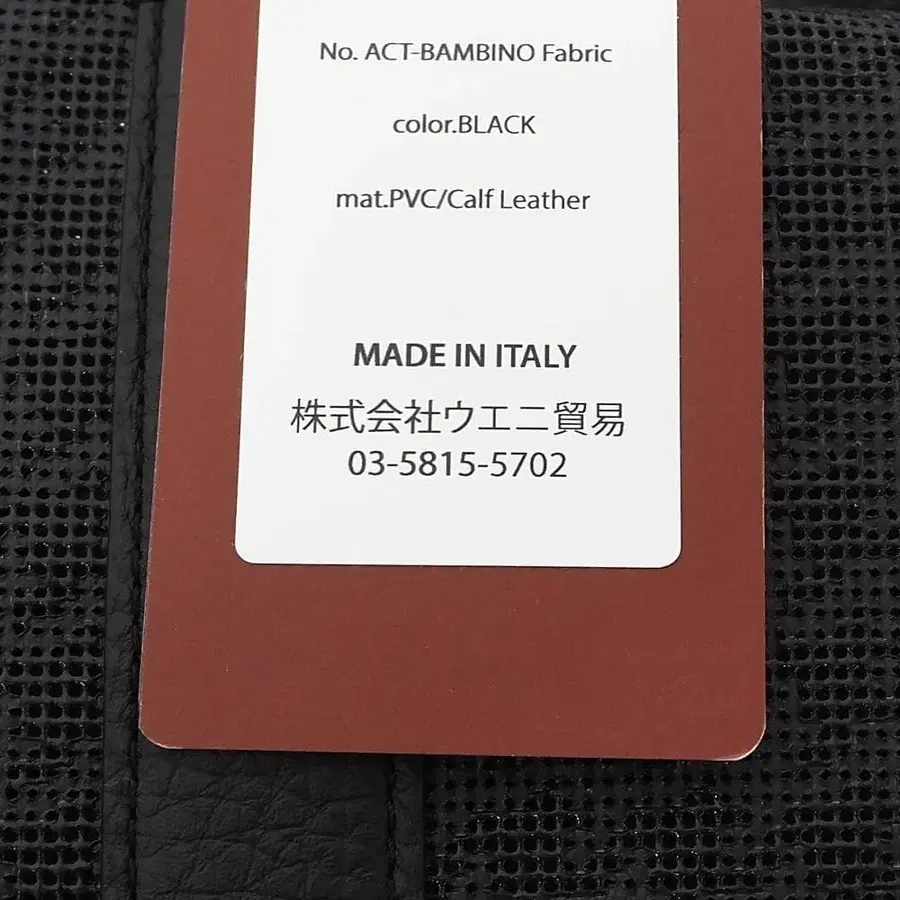 No. ACT-BAMBINO Fabric
color.BLACK
mat.PVC/Calf Leather
MADE IN ITALY
株式会社ウエニ貿易
03-5815-5702